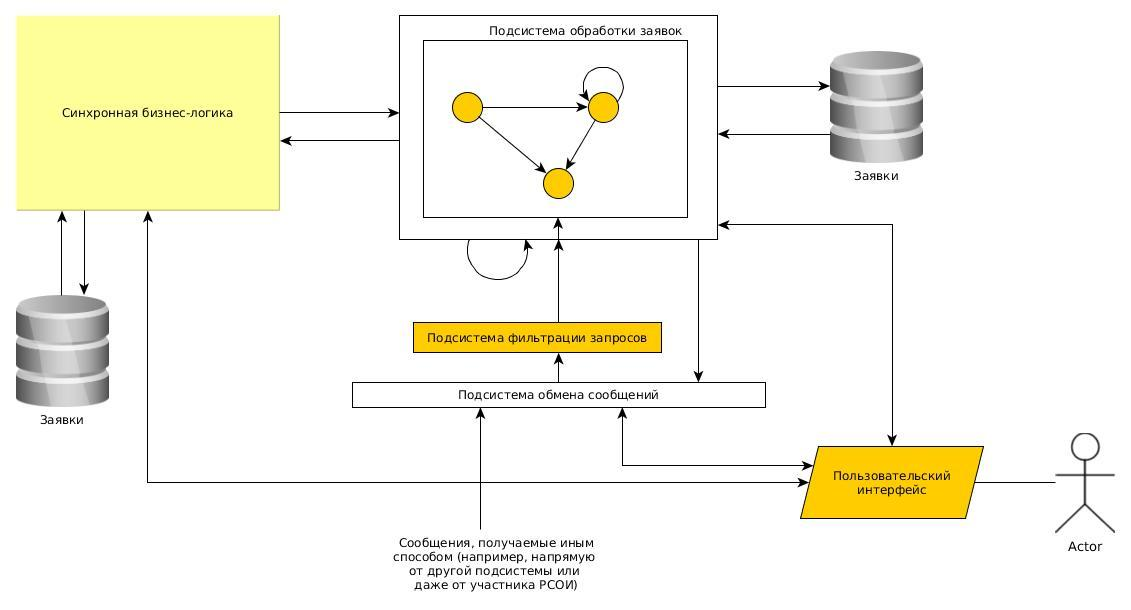 Подсистема обработки заявок
Синхронная бизнес-логика
Заявки
Подсистема фильтрации запросов
Подсистема обмена сообщений
Заявки
Пользовательский
интерфейс
Actor
Сообщения, получаемые иным
способом (например, напрямую
от другой подсистемы или
даже от участника РСОИ)